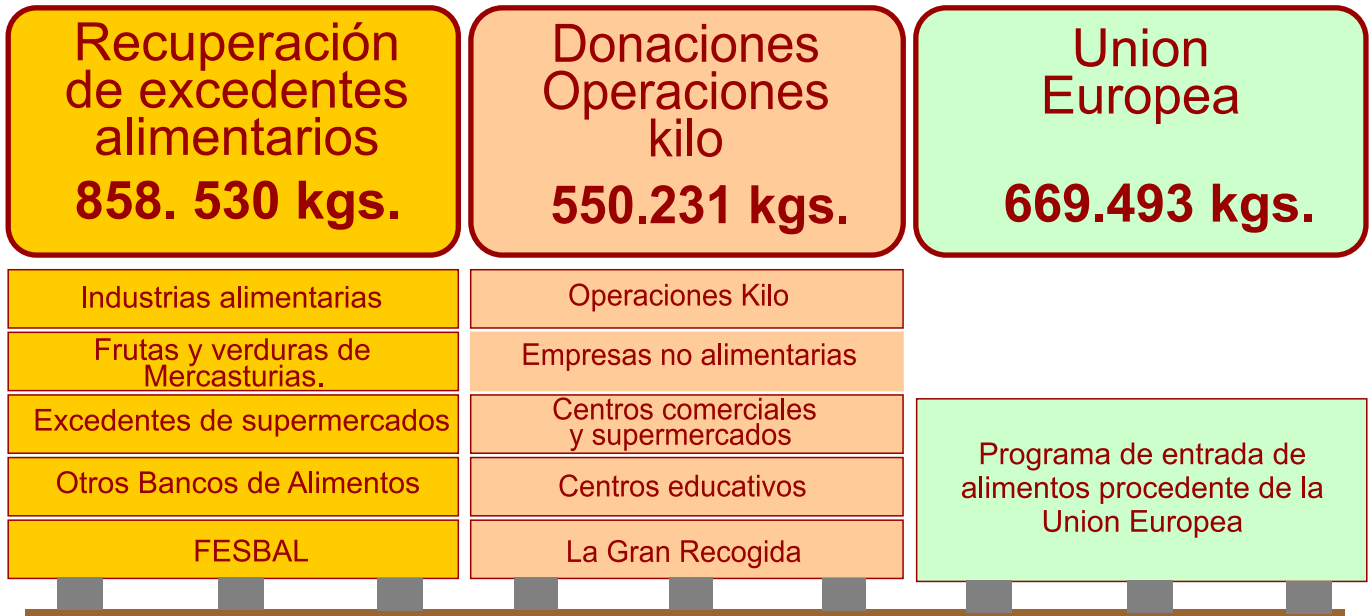 Recuperación
de excedentes
alimentarios
858. 530 kgs.
Industrias alimentarias
Frutas y verduras de
Mercasturias.
Excedentes de supermercados
Otros Bancos de Alimentos
FESBAL
Donaciones
Operaciones
kilo
550.231 kgs.
Operaciones Kilo
Empresas no alimentarias
Centros comerciales
y supermercados
Centros educativos
La Gran Recogida
Union
Europea
669.493 kgs.
Programa de entrada de
alimentos procedente de la
Union Europea